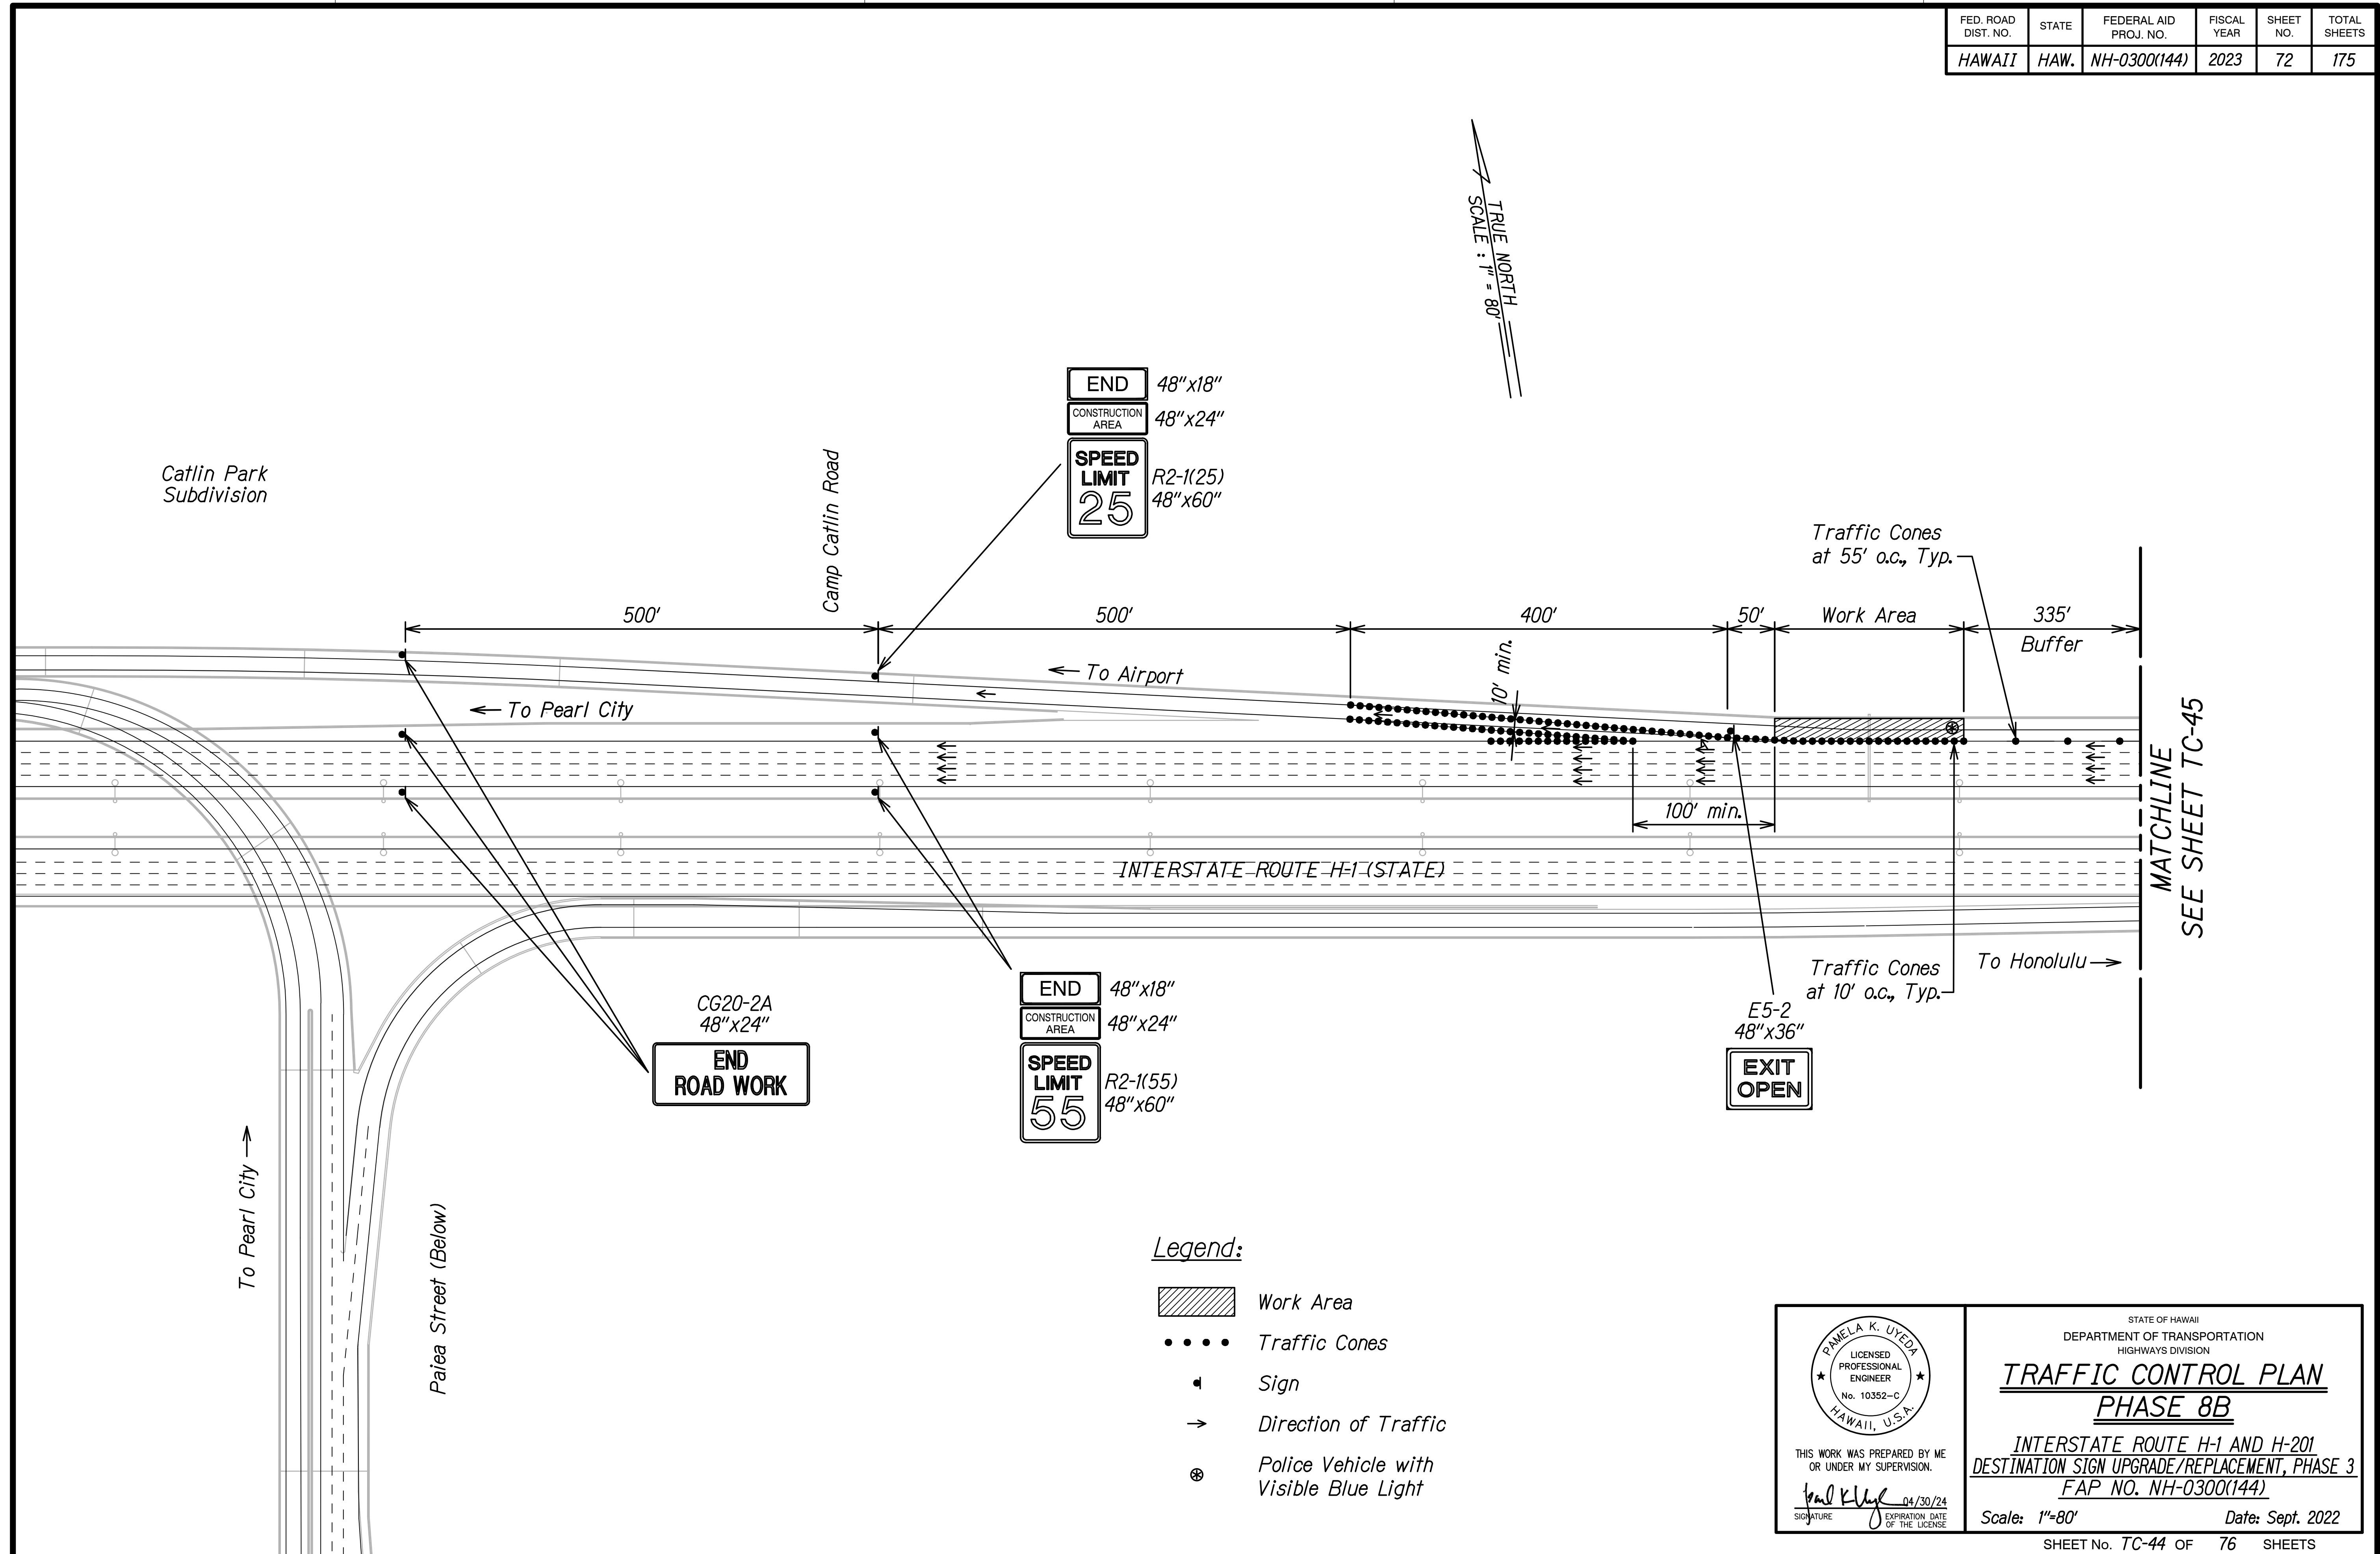 FED. ROAD DIST. NO.
STATE
FEDERAL AID PROJ. NO.
FISCAL YEAR
SHEET NO.
TOTAL SHEETS
HAWAII
HAW.
NH-0300(144)
2023
72
175
TRUE NORTH
SCALE : 1" = 80'
END
48"x18"
CONSTRUCTION
AREA
48"x24"
SPEED
LIMIT
25
R2-1(25)
48"x60"
Catlin Park
Subdivision
Camp Catlin Road
Traffic Cones
at 55' o.c., Typ.
500'
500'
400'
50'
Work Area
335'
Buffer
10' min.
To Airport
To Pearl City
100' min.
MATCHLINE
SEE SHEET TC-45
INTERSTATE ROUTE H-1 (STATE)
To Honolulu
Traffic Cones
at 10' o.c., Typ.
CG20-2A
48"x24"
END
ROAD WORK
END
48"x18"
CONSTRUCTION
AREA
48"x24"
SPEED
LIMIT
55
R2-1(55)
48"x60"
E5-2
48"x36"
EXIT
OPEN
To Pearl City
Paiea Street (Below)
Legend:
Work Area
Traffic Cones
Sign
Direction of Traffic
Police Vehicle with
Visible Blue Light
PAMELA K. UYEDA
LICENSED
PROFESSIONAL
ENGINEER
No. 10352-C
HAWAII, U.S.A.
THIS WORK WAS PREPARED BY ME
OR UNDER MY SUPERVISION.
04/30/24
SIGNATURE
EXPIRATION DATE
OF THE LICENSE
STATE OF HAWAII
DEPARTMENT OF TRANSPORTATION
HIGHWAYS DIVISION
TRAFFIC CONTROL PLAN
PHASE 8B
INTERSTATE ROUTE H-1 AND H-201
DESTINATION SIGN UPGRADE/REPLACEMENT, PHASE 3
FAP NO. NH-0300(144)
Scale: 1"=80'
Date: Sept. 2022
SHEET No. TC-44 OF 76 SHEETS